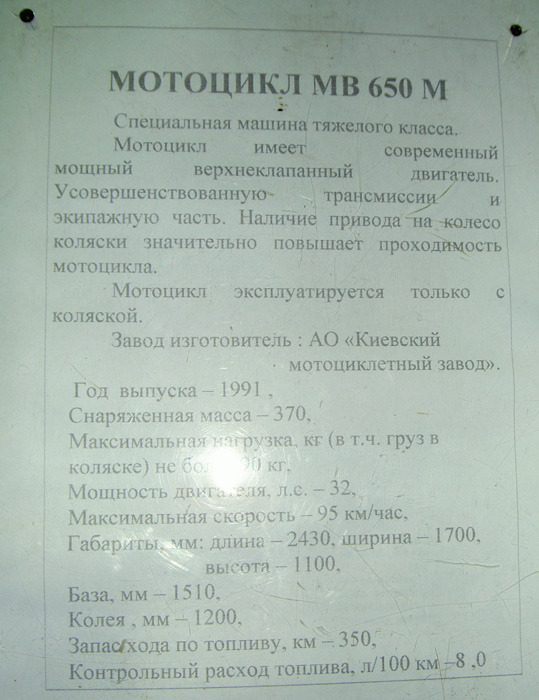 МОТОЦИКЛ МВ 650 М
Специальная машина тяжелого класса.
Мотоцикл имеет современный
мощный верхнеклапанный двигатель.
Усовершенствованную трансмиссии и
экипажную часть. Наличие привода на колесо
коляски значительно повышает проходимость
мотоцикла.
Мотоцикл эксплуатируется только с
коляской.
Завод изготовитель : АО «Киевский
мотоциклетный завод».
Год выпуска – 1991 ,
Снаряженная масса – 370,
Максимальная нагрузка, кг (в т.ч. груз в
коляске) не кг,
Мощность двигателя, л.с. – 32,
Максимальная скорость – 95 км/час,
Габариты, мм: длина – 2430, ширина – 1700,
высота – 1100,
База, мм – 1510,
Колея , мм – 1200,
Запас хода по топливу, км – 350,
Контрольный расход топлива, л/100 км –8 ,0